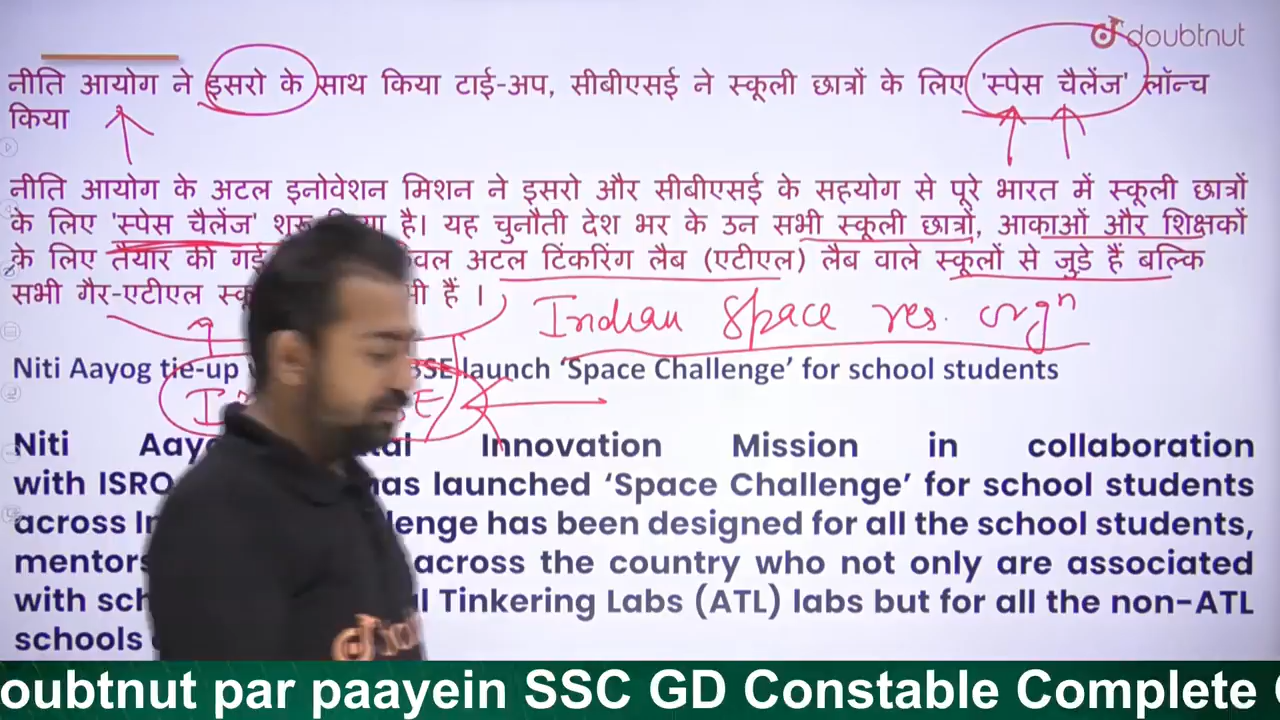 doubtnut
नीति आयोग ने इसरो के साथ किया टाई-अप, सीबीएसई ने स्कूली छात्रों के लिए 'स्पेस चैलेंज' लॉन्च
किया
नीति आयोग के अटल इनोवेशन मिशन ने इसरो और सीबीएसई के सहयोग से पूरे भारत में स्कूली छात्रों
के लिए 'स्पेस चैलेंज' है। यह चुनौती देश भर के उन सभी स्कूली छात्रों, आकाओं और शिक्षकों
के लिए तैयार की अटल टिंकरिंग लैब (एटीएल) लैब वाले स्कूलों से जुड़े हैं बल्कि
सभी गैर-एटीएल हैं ।
Indian Space res. orgn
Niti Aayog tie-up launch ‘Space Challenge’ for school students
Niti Innovation Mission in collaboration
with ISRO has launched ‘Space Challenge’ for school students
across has been designed for all the school students,
mentors across the country who not only are associated
with Tinkering Labs (ATL) labs but for all the non-ATL
schools
oubtnut par paayein SSC GD Constable Complete